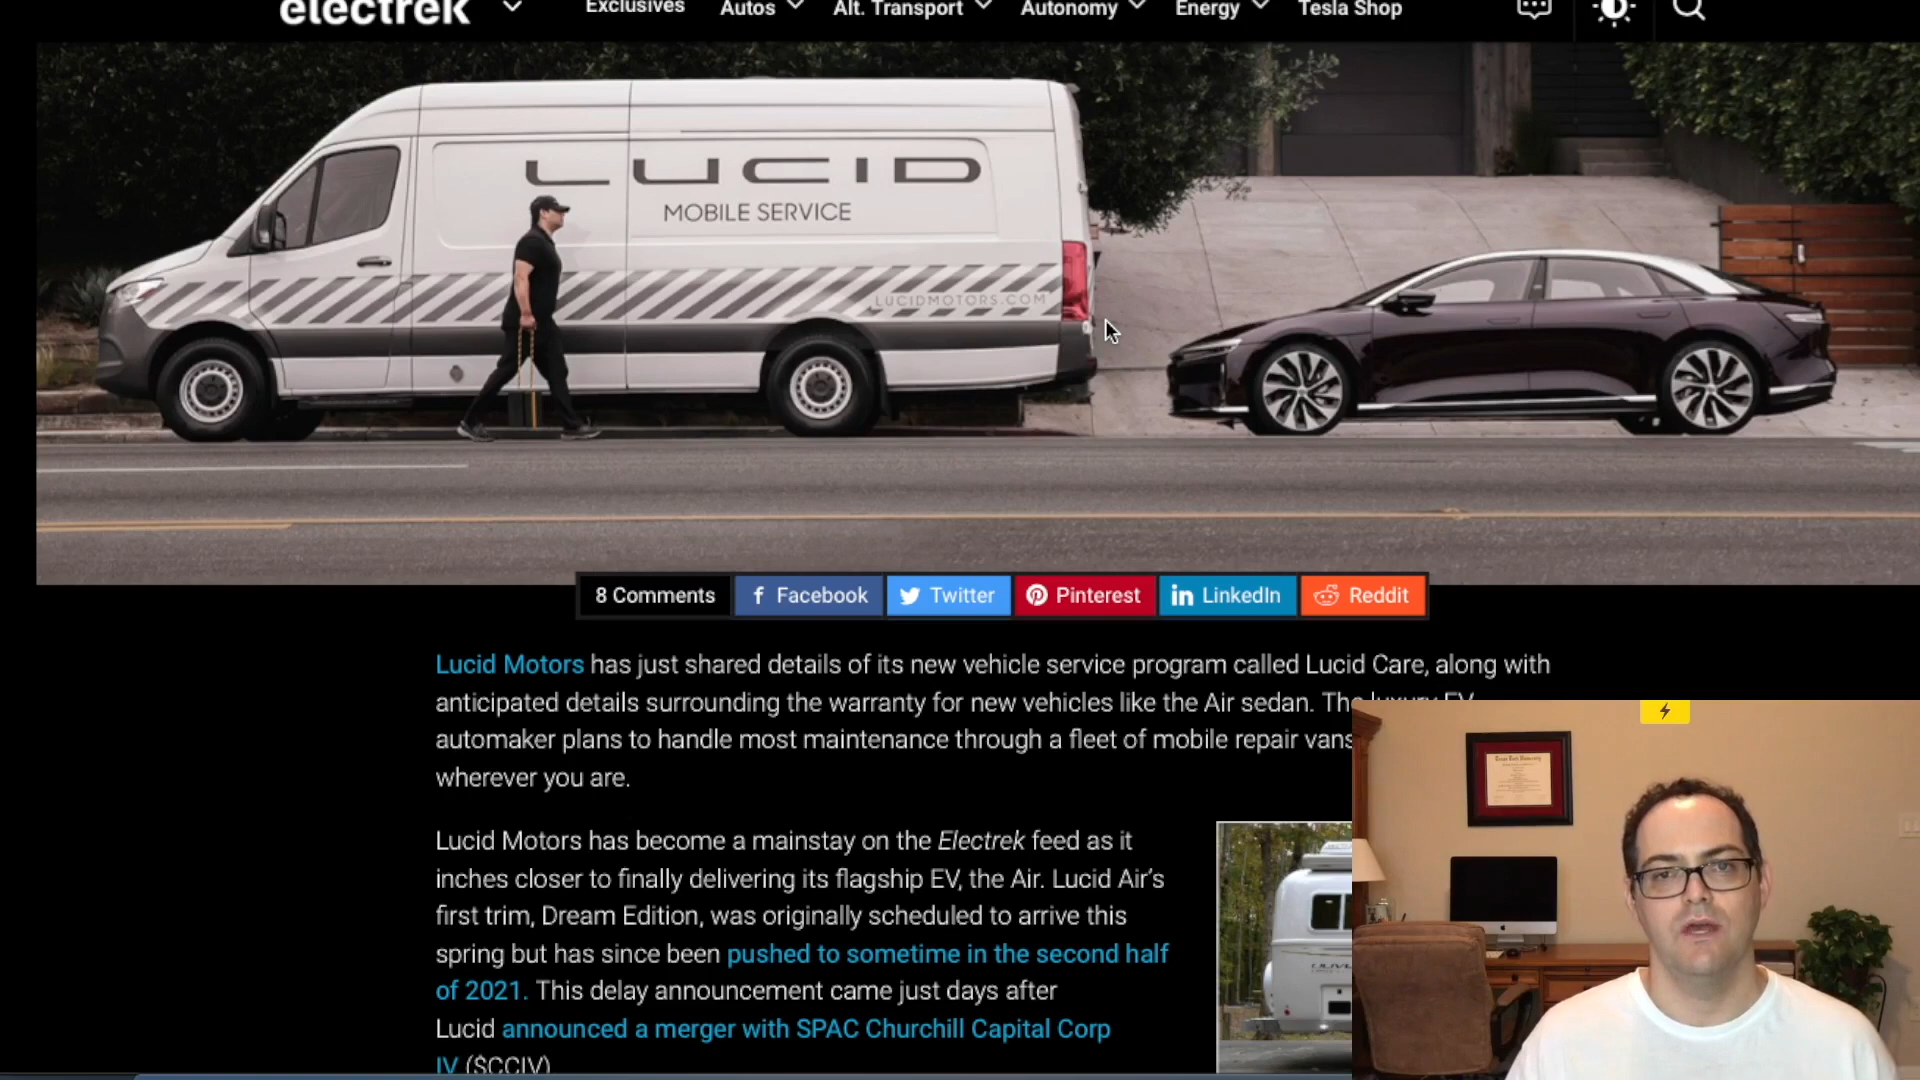 electrek
Exclusives
Autos
Alt. Transport
Autonomy
Energy
Tesla Shop
LUCID
MOBILE SERVICE
LUCIDMOTORS.COM
8 Comments
Facebook
Twitter
Pinterest
LinkedIn
Reddit
Lucid Motors has just shared details of its new vehicle service program called Lucid Care, along with
anticipated details surrounding the warranty for new vehicles like the Air sedan. The luxury EV
automaker plans to handle most maintenance through a fleet of mobile repair vans
wherever you are.
Lucid Motors has become a mainstay on the Electrek feed as it
inches closer to finally delivering its flagship EV, the Air. Lucid Air's
first trim, Dream Edition, was originally scheduled to arrive this
spring but has since been pushed to sometime in the second half
of 2021. This delay announcement came just days after
Lucid announced a merger with SPAC Churchill Capital Corp
IV ($CCIV)
Texas Tech University